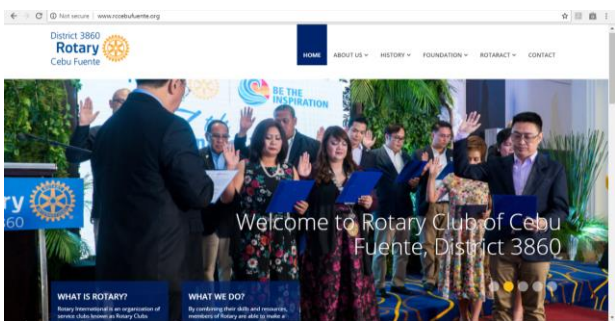 Not secure | www.rccebufuente.org
District 3860
Rotary
Cebu Fuente
HOME ABOUT US HISTORY FOUNDATION ROTARACT CONTACT
BE THE
INSPIRATION
ry
60
Welcome to Rotary Club of Cebu
Fuente, District 3860
WHAT IS ROTARY?
Rotary International is an organization of
service clubs known as Rotary Clubs
WHAT WE DO?
By combining their skills and resources,
members of Rotary are able to make a